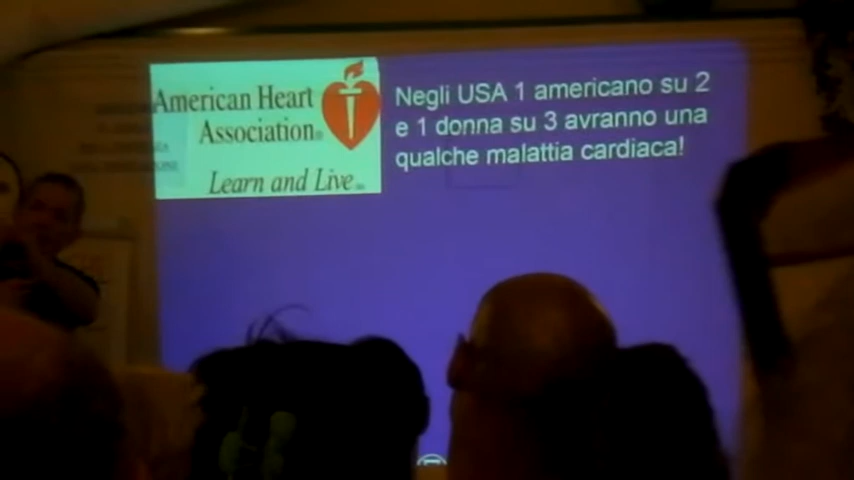 American Heart
Association®
Learn and Live
Negli USA 1 americano su 2
e 1 donna su 3 avranno una
qualche malattia cardiaca!